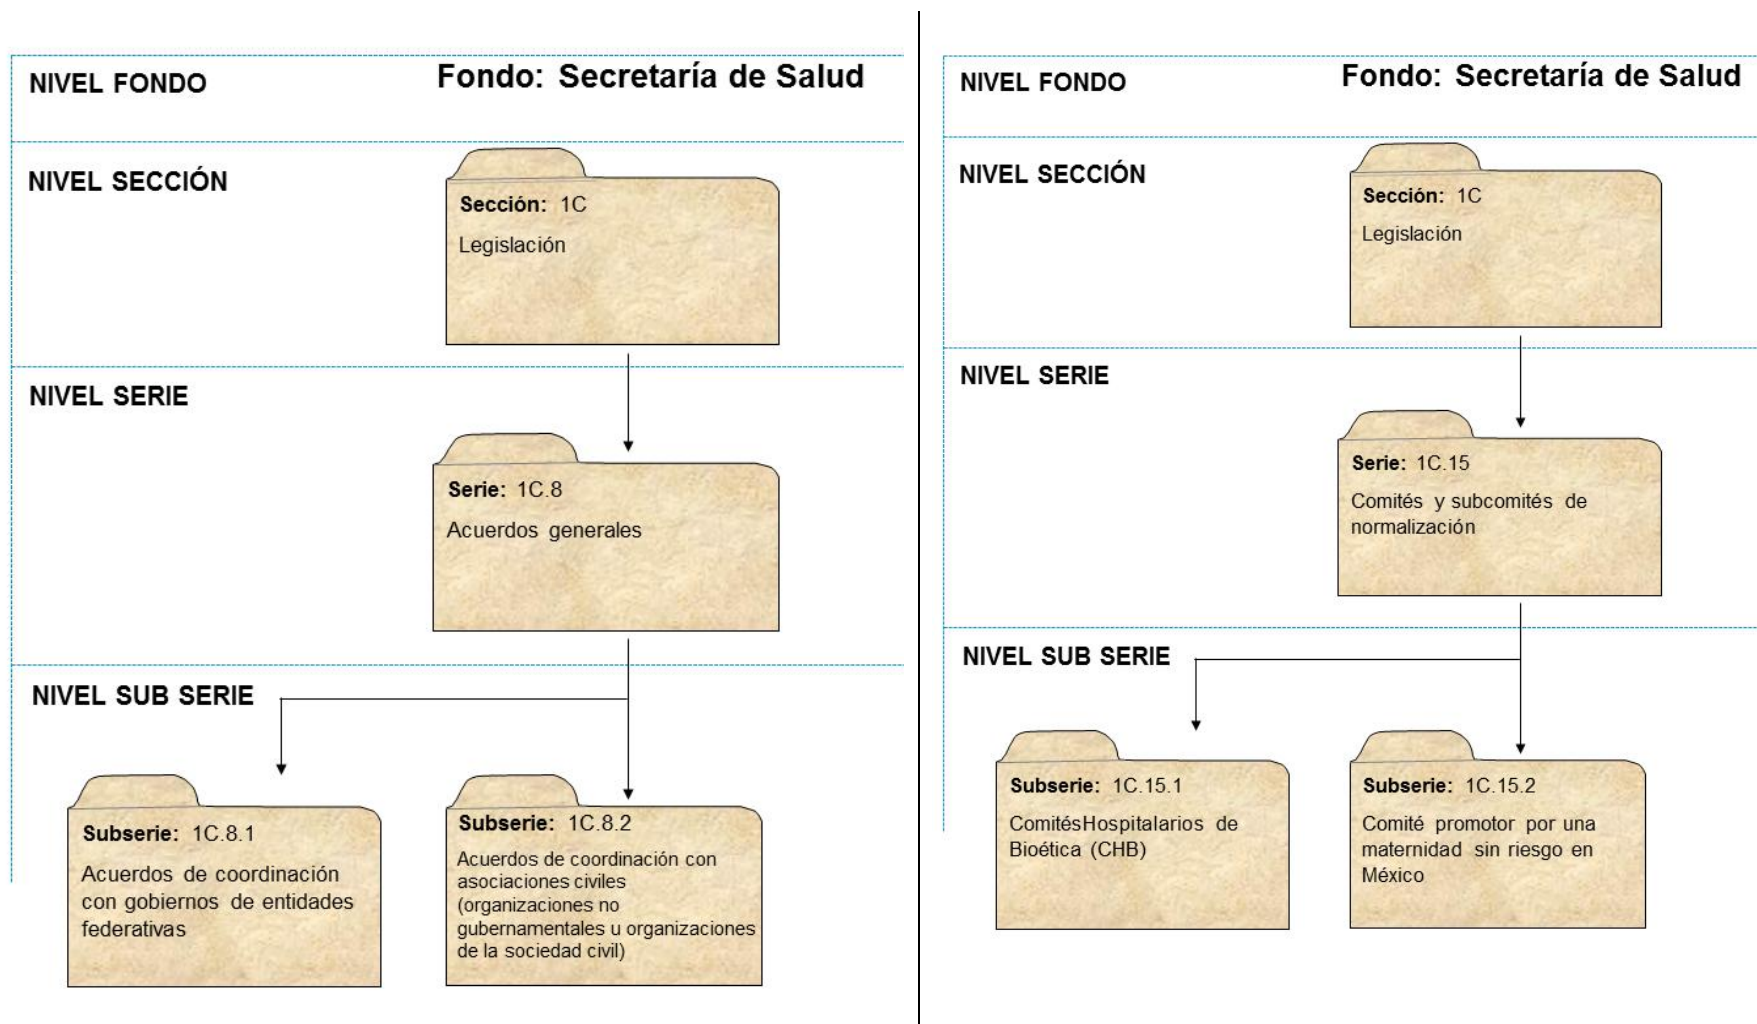 NIVEL FONDO
Fondo: Secretaría de Salud
NIVEL SECCIÓN
Sección: 1C
Legislación
NIVEL SERIE
Serie: 1C.8
Acuerdos generales
NIVEL SUB SERIE
Subserie: 1C.8.1
Acuerdos de coordinación
con gobiernos de entidades
federativas
Subserie: 1C.8.2
Acuerdos de coordinación con
asociaciones civiles
(organizaciones no
gubernamentales u organizaciones
de la sociedad civil)
NIVEL FONDO
Fondo: Secretaría de Salud
NIVEL SECCIÓN
Sección: 1C
Legislación
NIVEL SERIE
Serie: 1C.15
Comités y subcomités de
normalización
NIVEL SUB SERIE
Subserie: 1C.15.1
ComitésHospitalarios de
Bioética (CHB)
Subserie: 1C.15.2
Comité promotor por una
maternidad sin riesgo en
México